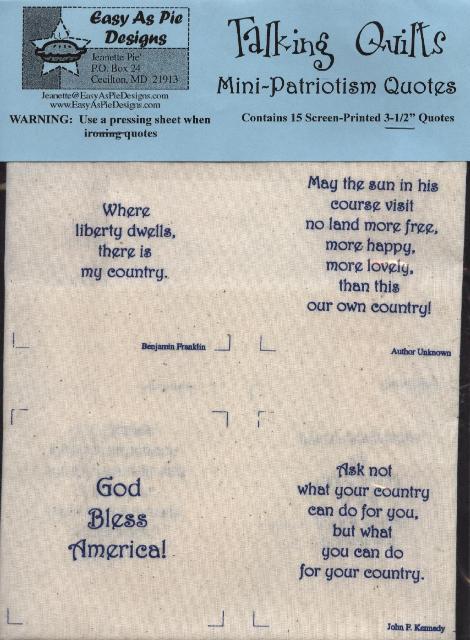 Easy As Pie
Designs
Jeanette Pie'
P.O. Box 24
Cecilton, MD 21913
Jeanette@EasyAsPieDesigns.com
www.EasyAsPieDesigns.com
WARNING: Use a pressing sheet when
ironing quotes
Talking Quilts
Mini-Patriotism Quotes
Contains 15 Screen-Printed 3-1/2" Quotes
Where
liberty dwells,
there is
my country.
Benjamin Franklin
May the sun in his
course visit
no land more free,
more happy,
more lovely,
than this
our own country!
Author Unknown
God
Bless
America!
Ask not
what your country
can do for you,
but what
you can do
for your country.
John F. Kennedy